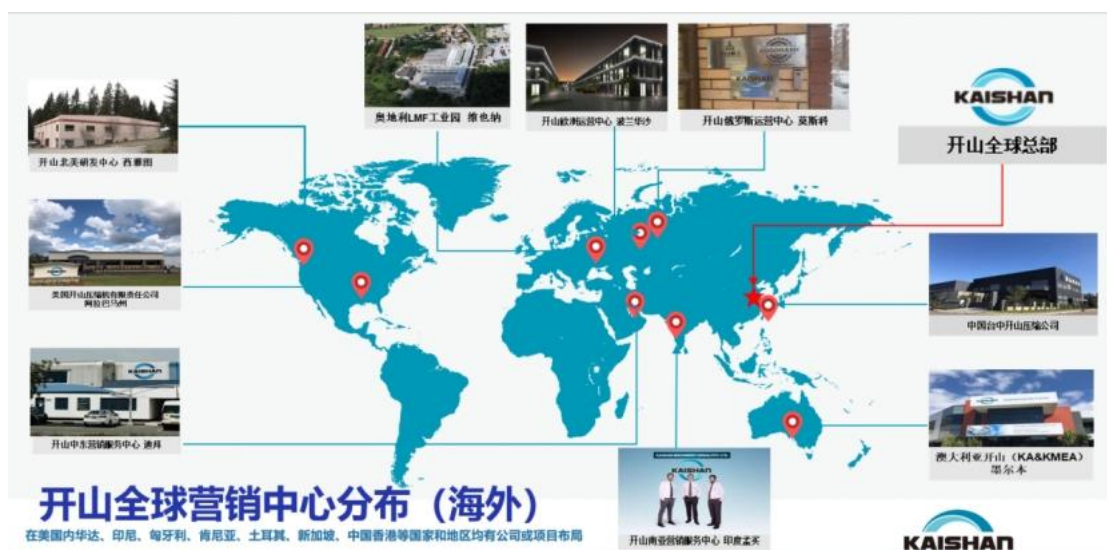 奥地利LMF工业园 维也纳
开山欧洲运营中心 波兰华沙
开山俄罗斯运营中心 莫斯科
KAISHAN
开山全球总部
开山北美研发中心 西雅图
美国开山压缩机有限责任公司
阿拉巴马州
中国台中开山压缩公司
KAISHAN
开山中东营销服务中心 迪拜
澳大利亚开山（KA&KMEA）
墨尔本
KAISHAN
开山南亚营销服务中心 印度孟买
开山全球营销中心分布（海外）
在美国内华达、印尼、匈牙利、肯尼亚、土耳其、新加坡、中国香港等国家和地区均有公司或项目布局
KAISHAN